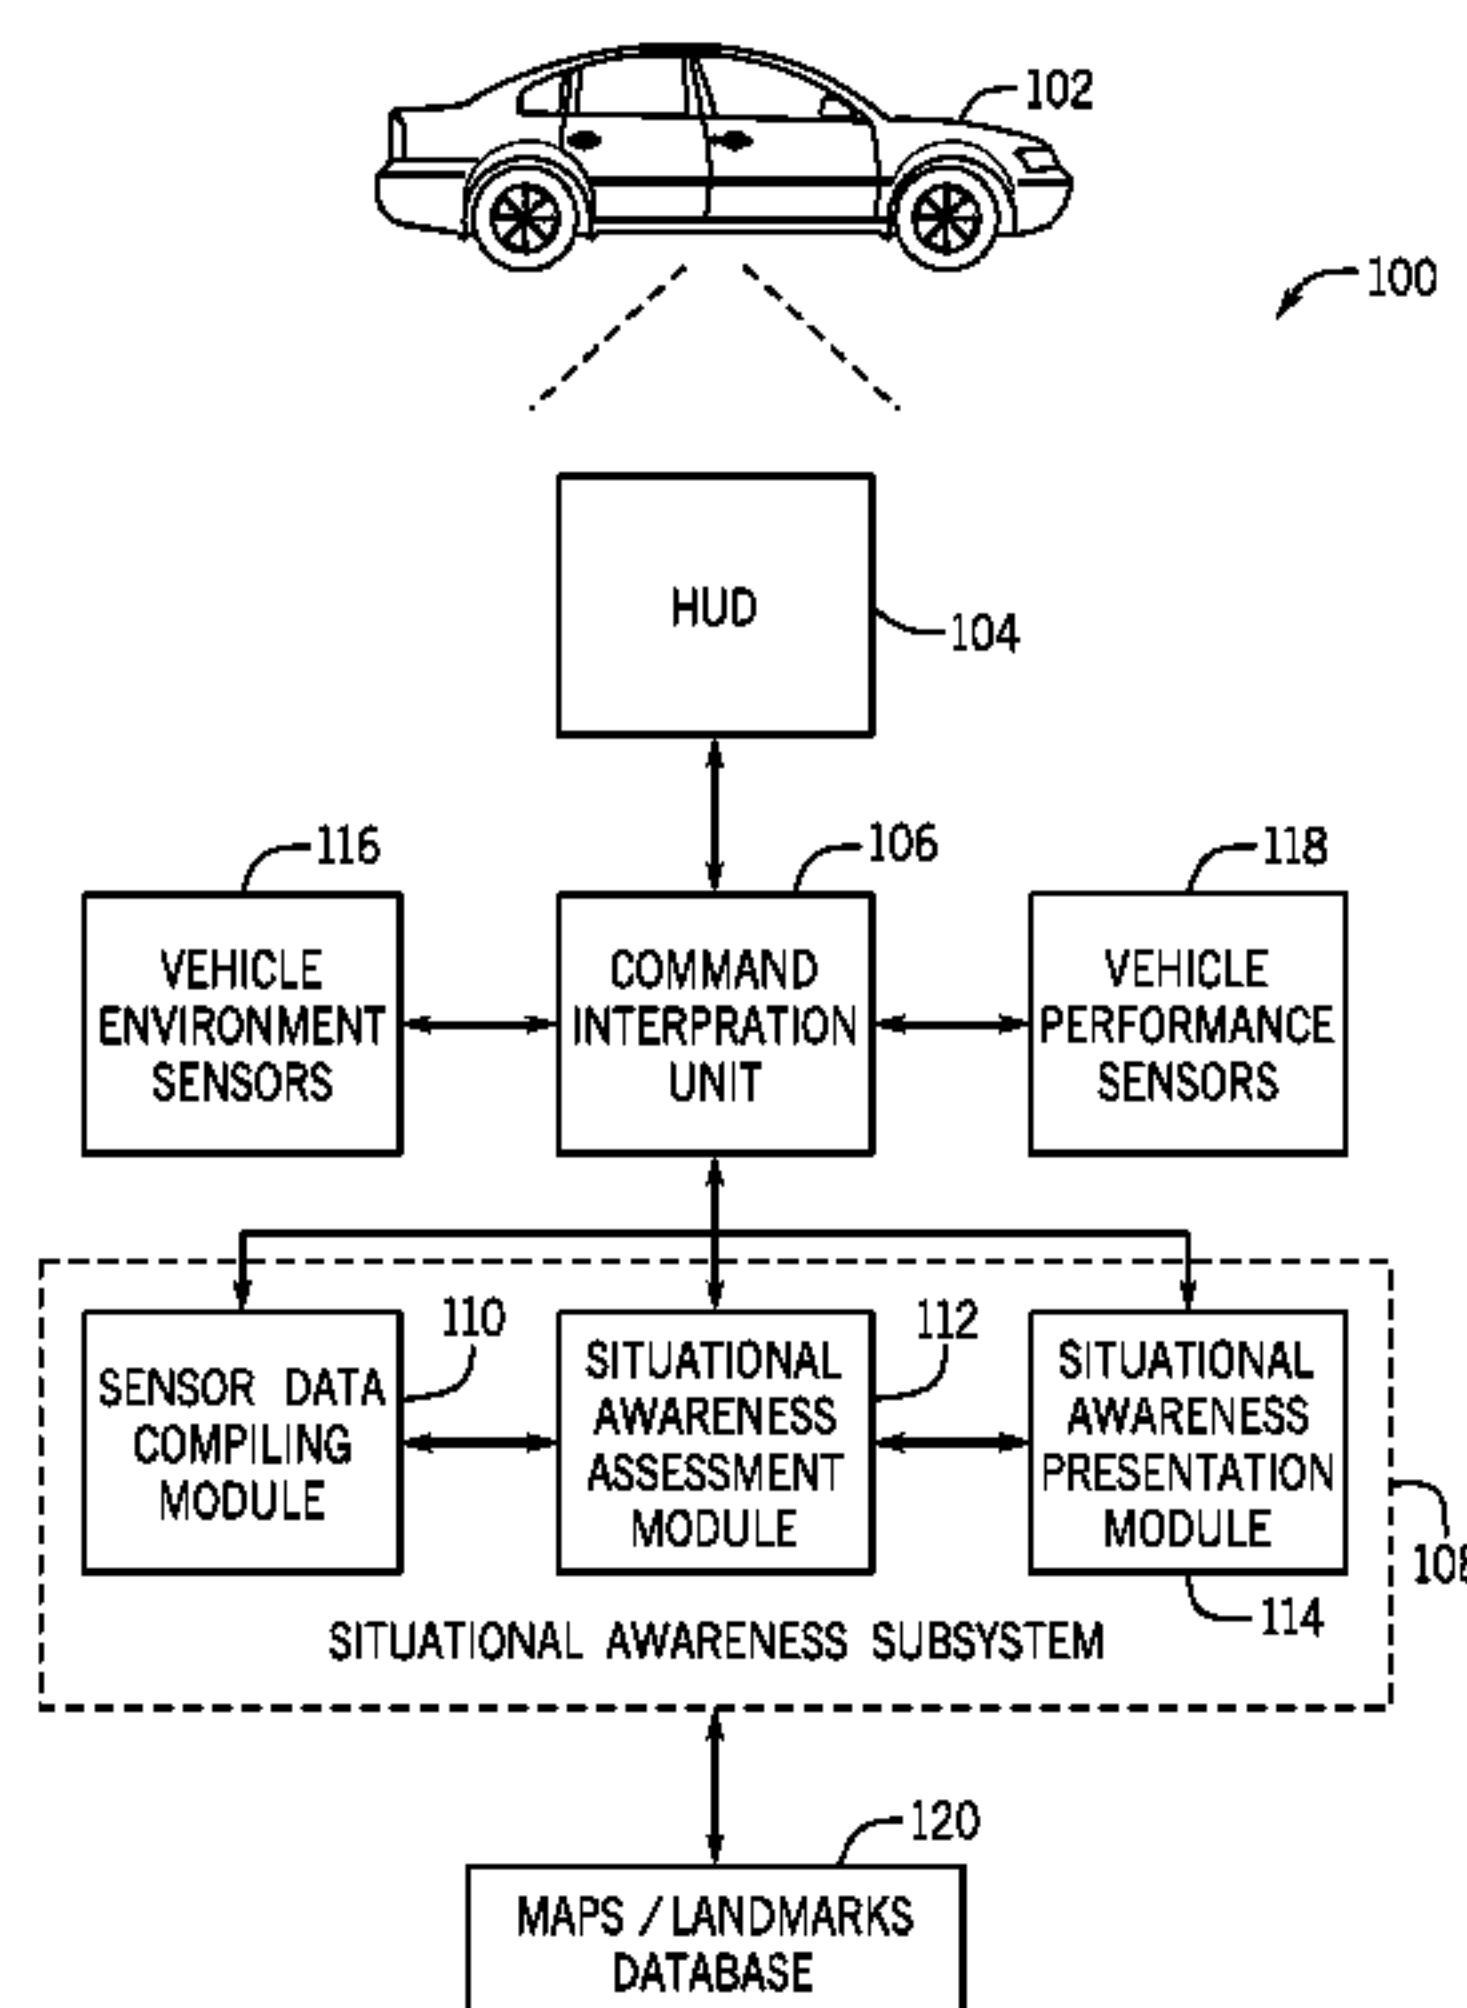 102
100
HUD
104
116
106
118
VEHICLE
ENVIRONMENT
SENSORS
COMMAND
INTERPRATION
UNIT
VEHICLE
PERFORMANCE
SENSORS
110
112
SENSOR DATA
COMPILING
MODULE
SITUATIONAL
AWARENESS
ASSESSMENT
MODULE
SITUATIONAL
AWARENESS
PRESENTATION
MODULE
108
114
SITUATIONAL AWARENESS SUBSYSTEM
120
MAPS / LANDMARKS
DATABASE